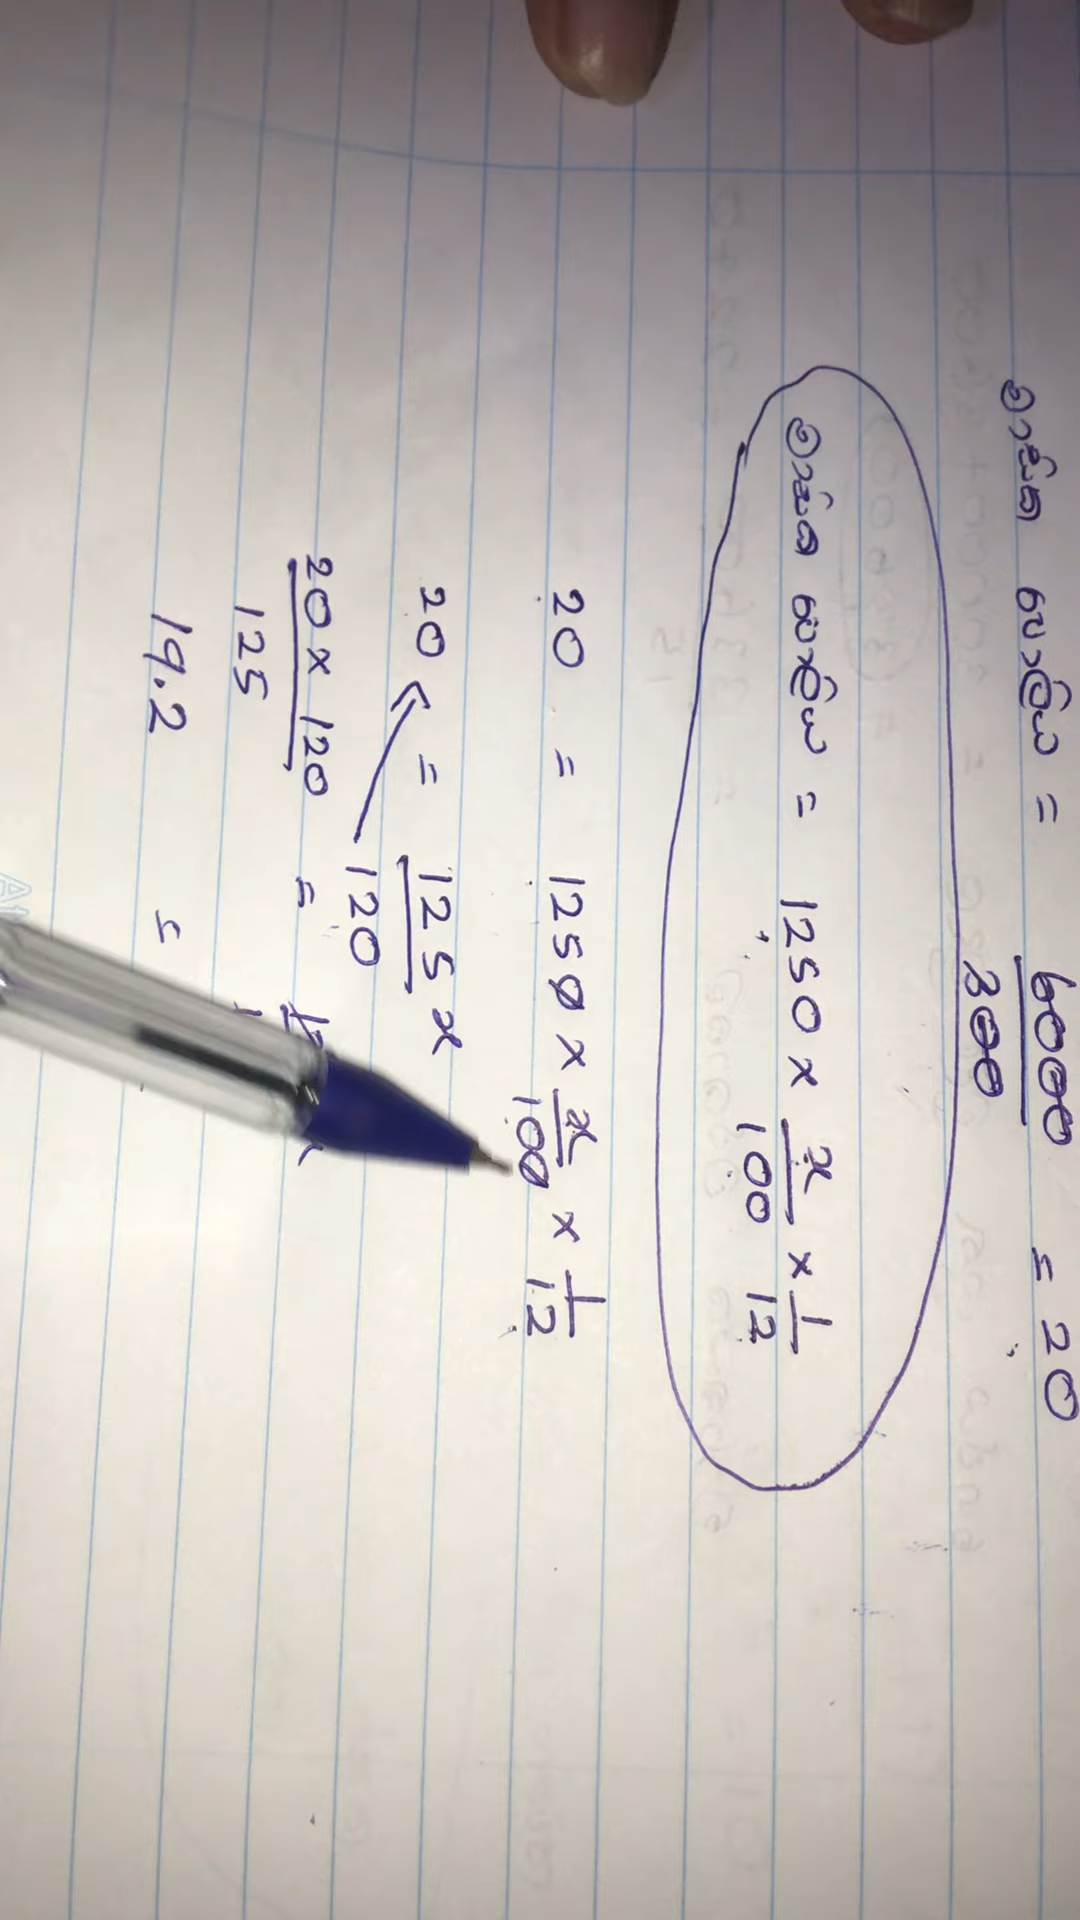 මාසික පොලිය = 6000/300 = 20
මාසික පොලිය = 1250 x x/100 x 1/12
20 = 1250 x x/100 x 1/12
20 = 125x/120
20 x 120/125 =
19.2 =